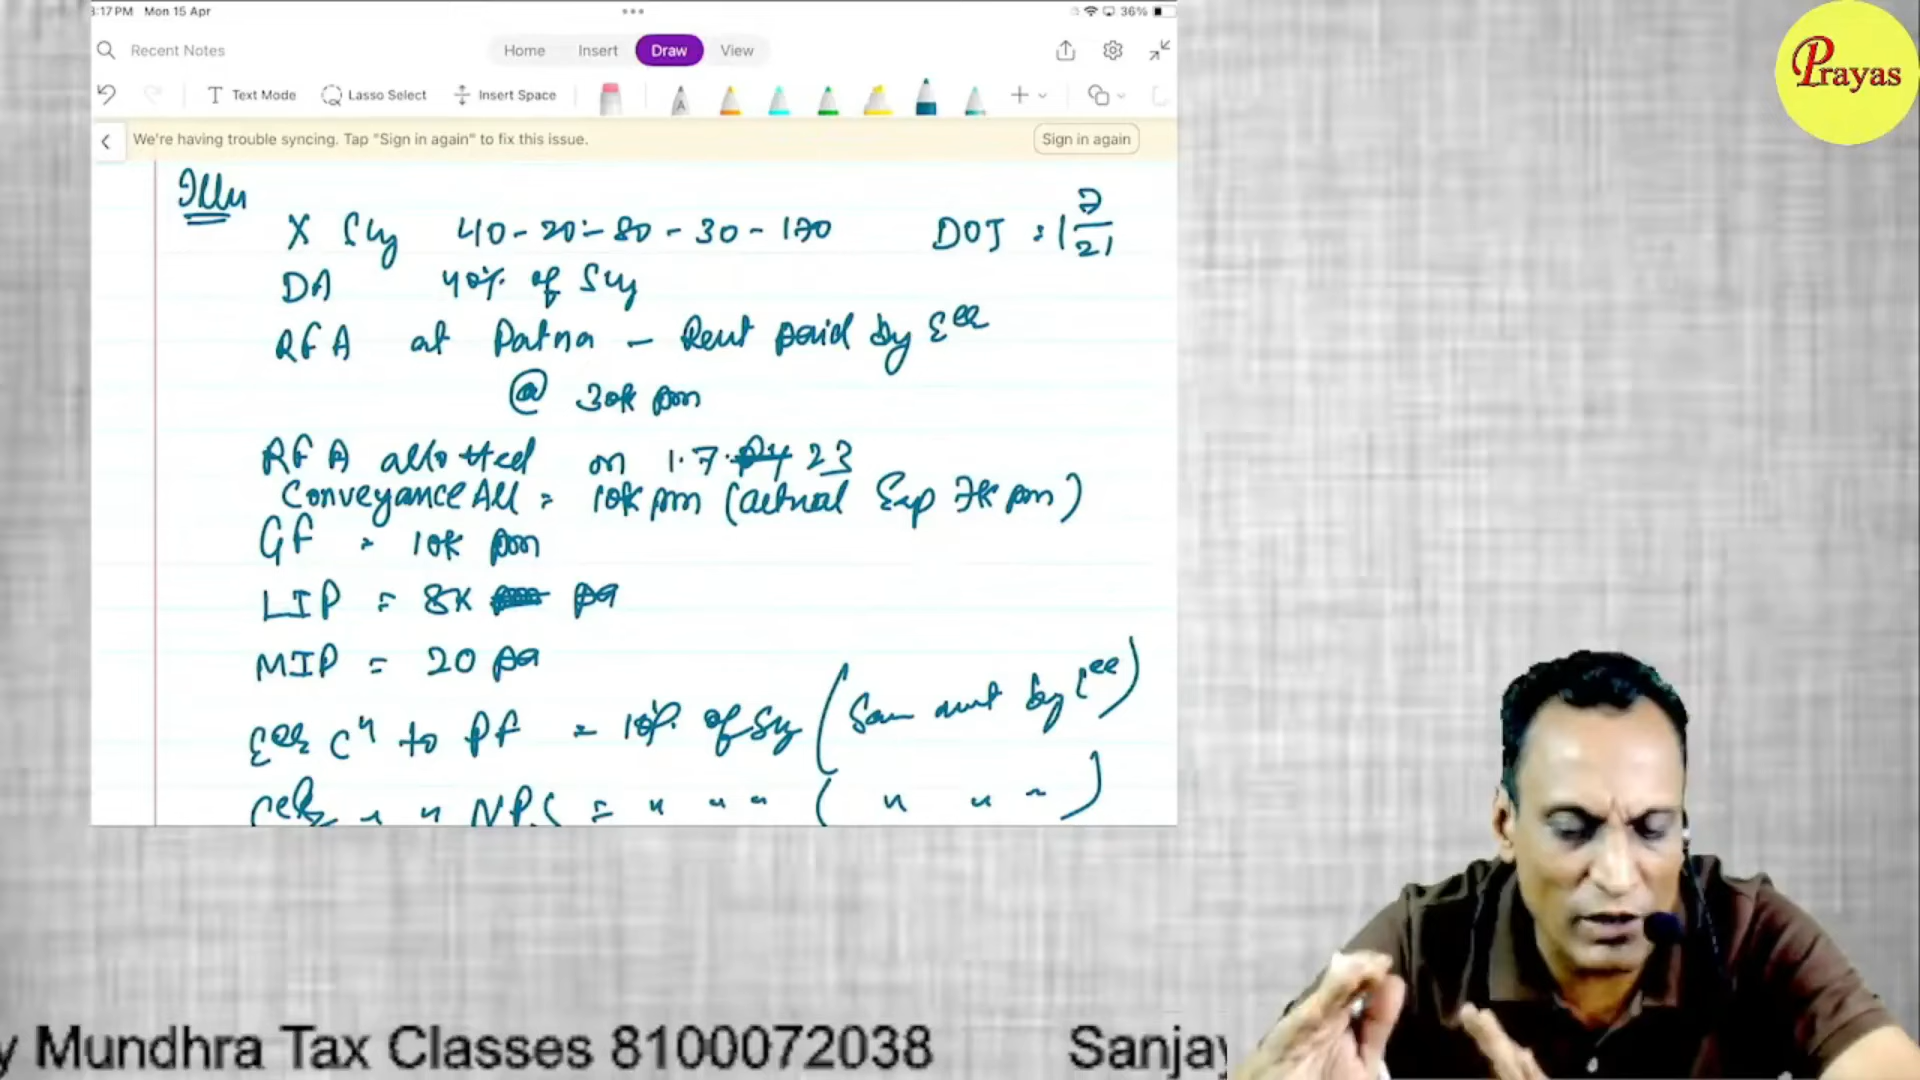 3:17PM Mon 15 Apr
36%
Recent Notes
Home Insert Draw View
Text Mode Lasso Select Insert Space
We're having trouble syncing. Tap "Sign in again" to fix this issue.
Sign in again
Prayas
Illu
X Sly 40-20-80-30-170 DOJ : 1 7/21
DA 40% of Sly
RFA at Patna - Rent paid by Eer
@ 30k pm
RFA allotted on 1.7. 23
Conveyance All = 10k pm (actual Exp 7k pm)
GF = 10k pm
LIP = 8k pa
MIP = 20 pa
Eer Cn to PF = 10% of Sly (Same amt by Eee)
" " NPS = " " " ( " " " )
y Mundhra Tax Classes 8100072038 Sanjay